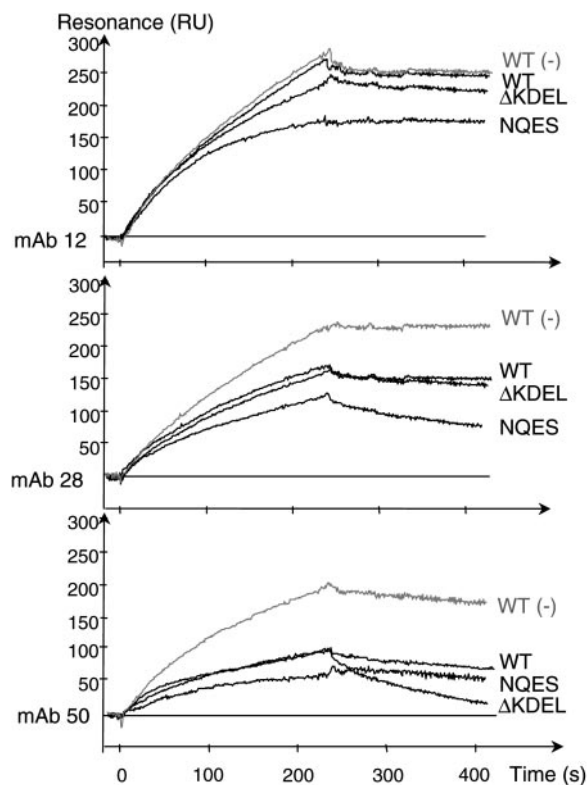 Resonance (RU)
300
250
200
150
100
50
mAb 12
WT (-)
WT
ΔKDEL
NQES
300
250
200
150
100
50
mAb 28
WT (-)
WT
ΔKDEL
NQES
300
250
200
150
100
50
mAb 50
WT (-)
WT
NQES
ΔKDEL
0 100 200 300 400 Time (s)